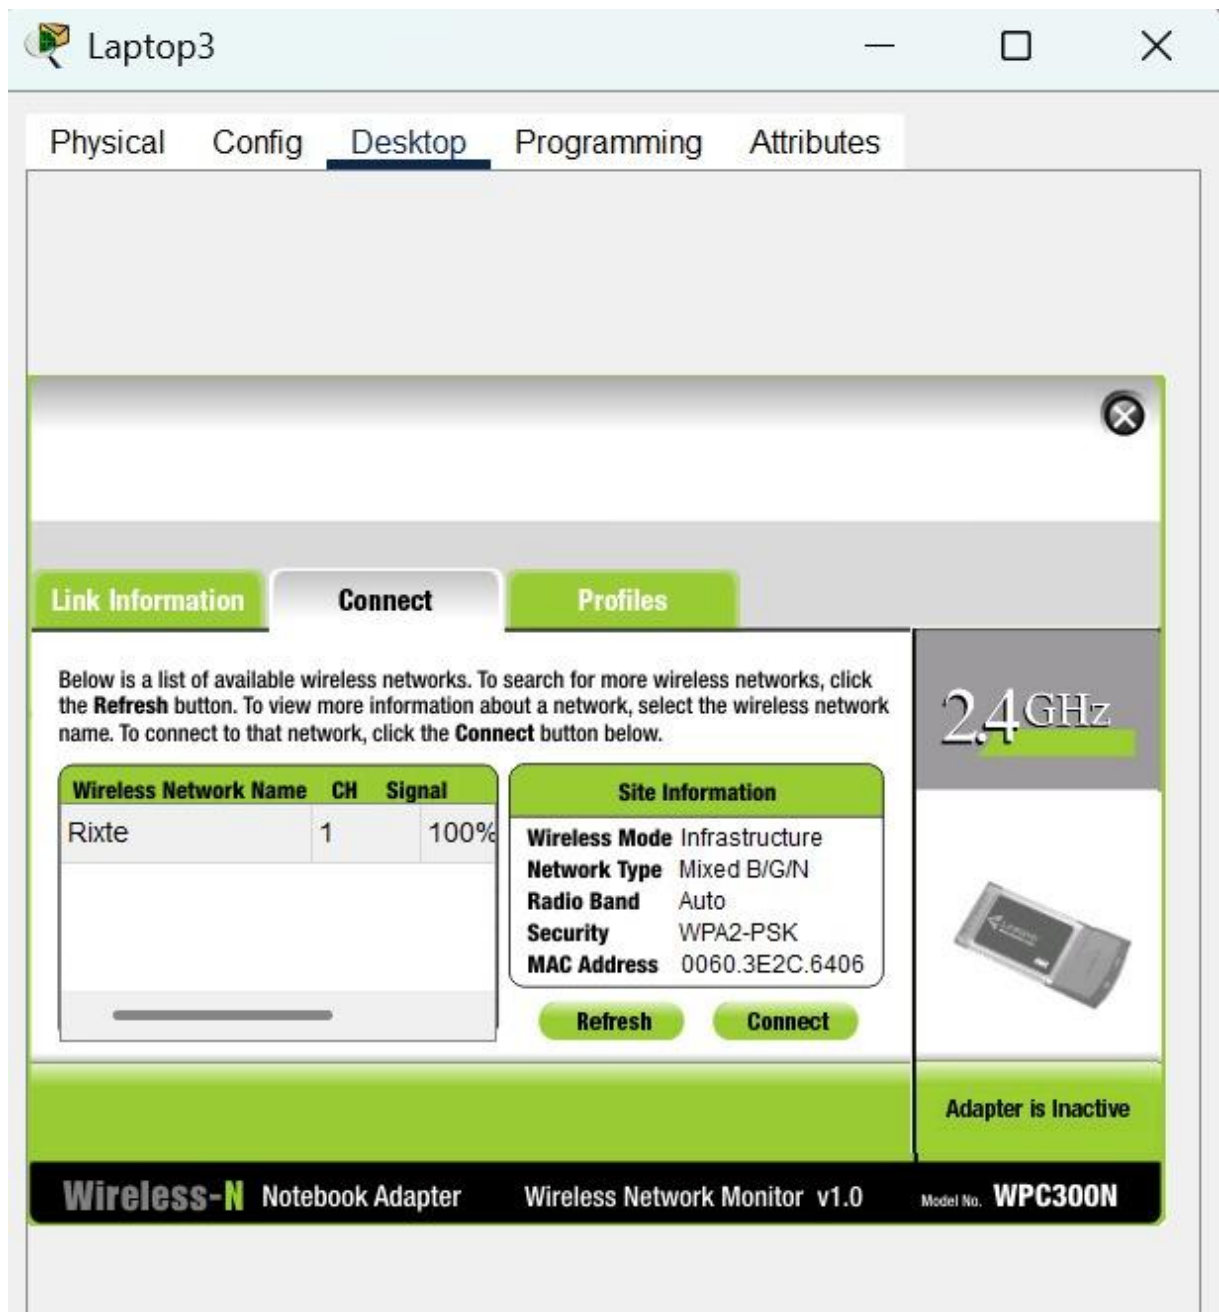 Laptop3
Physical Config Desktop Programming Attributes
Link Information Connect Profiles
Below is a list of available wireless networks. To search for more wireless networks, click
the Refresh button. To view more information about a network, select the wireless network
name. To connect to that network, click the Connect button below.
2.4GHz
Wireless Network Name CH Signal
Rixte 1 100%
Site Information
Wireless Mode Infrastructure
Network Type Mixed B/G/N
Radio Band Auto
Security WPA2-PSK
MAC Address 0060.3E2C.6406
Refresh Connect
Adapter is Inactive
Wireless-N Notebook Adapter Wireless Network Monitor v1.0 Model No. WPC300N